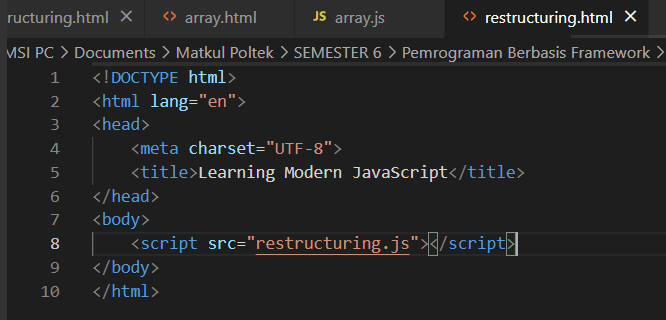 ructuring.html <> array.html JS array.js <> restructuring.html ×
MSI PC > Documents > Matkul Poltek > SEMESTER 6 > Pemrograman Berbasis Framework >
1 <!DOCTYPE html>
2 <html lang="en">
3 <head>
4 <meta charset="UTF-8">
5 <title>Learning Modern JavaScript</title>
6 </head>
7 <body>
8 <script src="restructuring.js"></script>
9 </body>
10 </html>